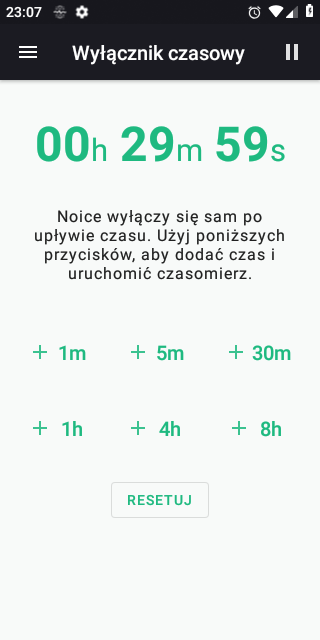 23:07
Wyłącznik czasowy
00h 29m 59s
Noice wyłączy się sam po
upływie czasu. Użyj poniższych
przycisków, aby dodać czas i
uruchomić czasomierz.
+ 1m + 5m + 30m
+ 1h + 4h + 8h
RESETUJ